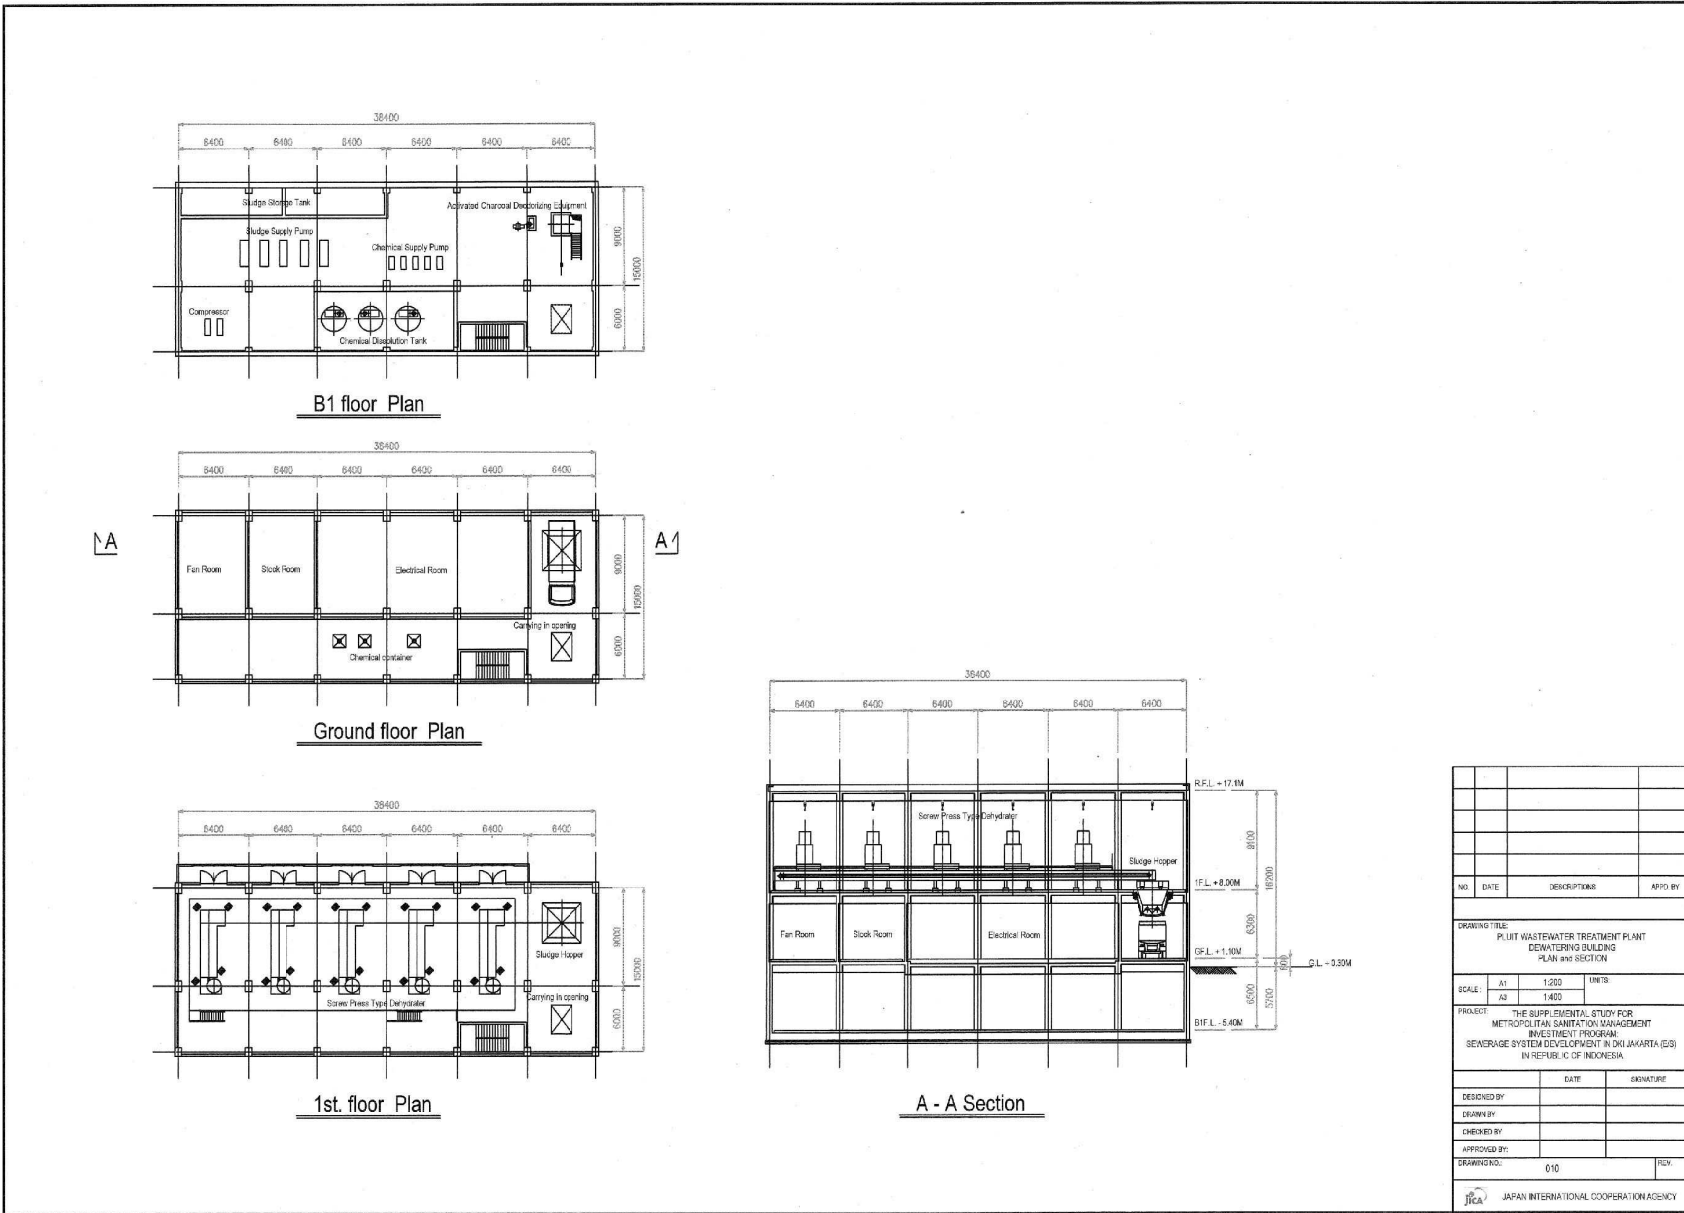 38400
6400 6400 6400 6400 6400 6400
Sludge Storage Tank
Activated Charcoal Deodorizing Equipment
Sludge Supply Pump
Chemical Supply Pump
9000
15000
Compressor
6000
Chemical Dissolution Tank
B1 floor Plan
38400
6400 6400 6400 6400 6400 6400
A
A
Fan Room
Stock Room
Electrical Room
9000
15000
Carrying in opening
6000
Chemical container
Ground floor Plan
38400
6400 6400 6400 6400 6400 6400
9000
Sludge Hopper
15000
Carrying in opening
Screw Press Type Dehydrater
6000
1st. floor Plan
38400
6400 6400 6400 6400 6400 6400
R.F.L. + 17.1M
Screw Press Type Dehydrater
9100
Sludge Hopper
1F.L. + 8.00M
Fan Room
Stock Room
Electrical Room
6300
GF.L. + 1.10M
G.L. + 0.30M
6500
5700
B1F.L. - 5.40M
A - A Section
NO. DATE DESCRIPTIONS APPD. BY
DRAWING TITLE:
PLUIT WASTEWATER TREATMENT PLANT
DEWATERING BUILDING
PLAN and SECTION
SCALE : A1 1:200 UNITS:
A3 1:400
PROJECT: THE SUPPLEMENTAL STUDY FOR
METROPOLITAN SANITATION MANAGEMENT
INVESTMENT PROGRAM:
SEWERAGE SYSTEM DEVELOPMENT IN DKI JAKARTA (E/S)
IN REPUBLIC OF INDONESIA
DATE SIGNATURE
DESIGNED BY
DRAWN BY
CHECKED BY
APPROVED BY:
DRAWING NO.: 010 REV.
JICA JAPAN INTERNATIONAL COOPERATION AGENCY